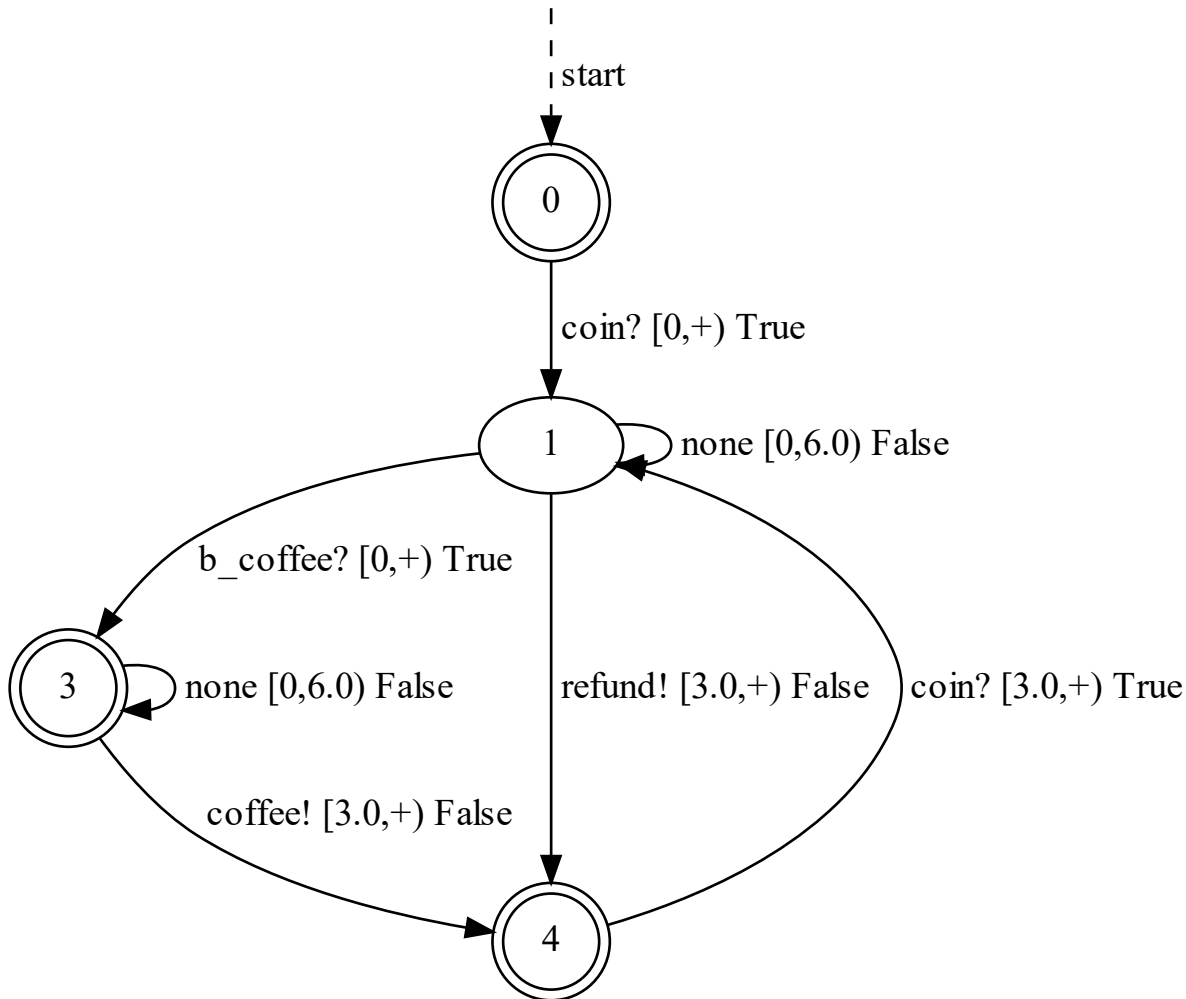 start
0
coin? [0,+) True
1
none [0,6.0) False
b_coffee? [0,+) True
3
none [0,6.0) False
refund! [3.0,+) False
coin? [3.0,+) True
coffee! [3.0,+) False
4